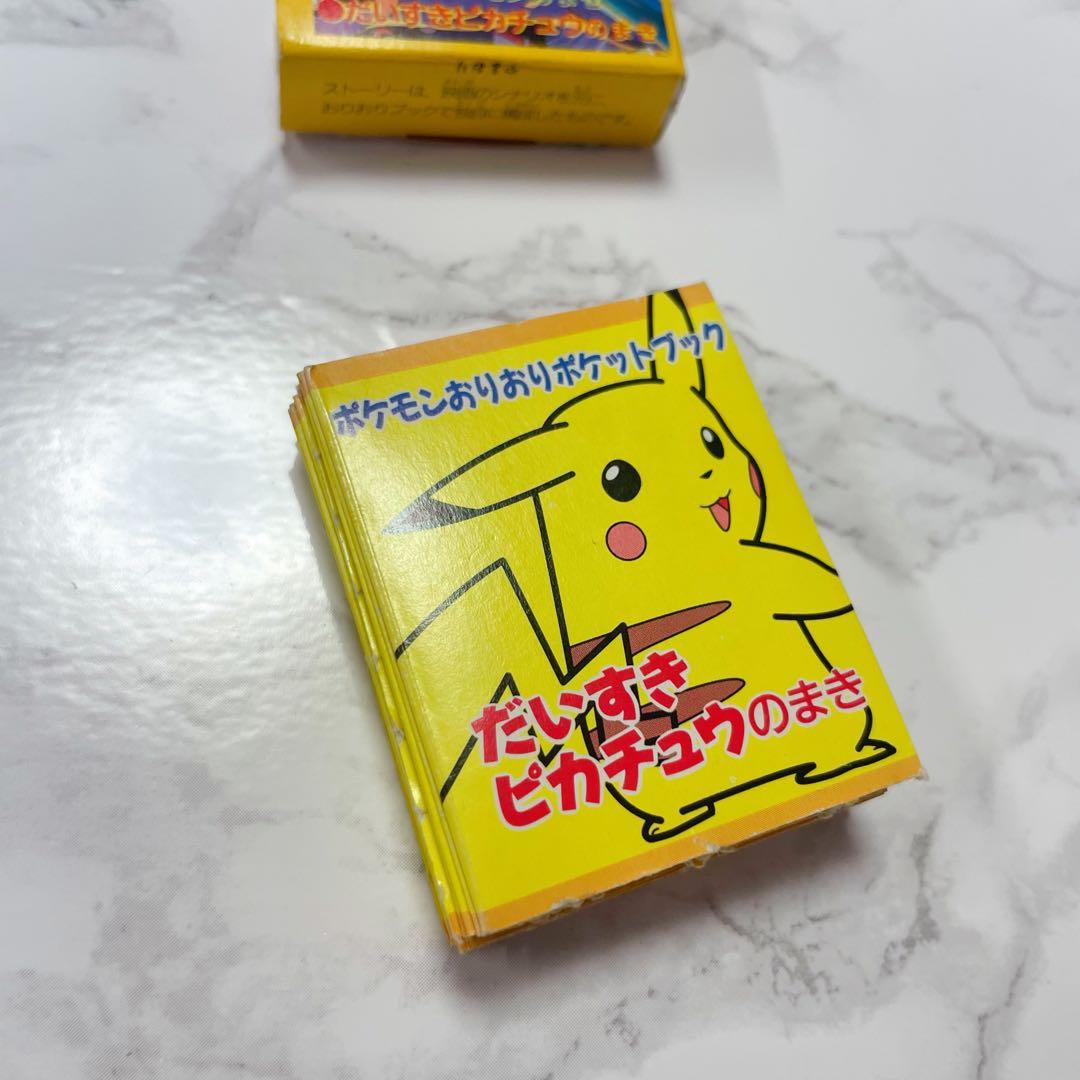 だいすきピカチュウのまき
ストーリーは、
おりおりブック
ポケモンおりおりポケットブック
だいすき
ピカチュウのまき